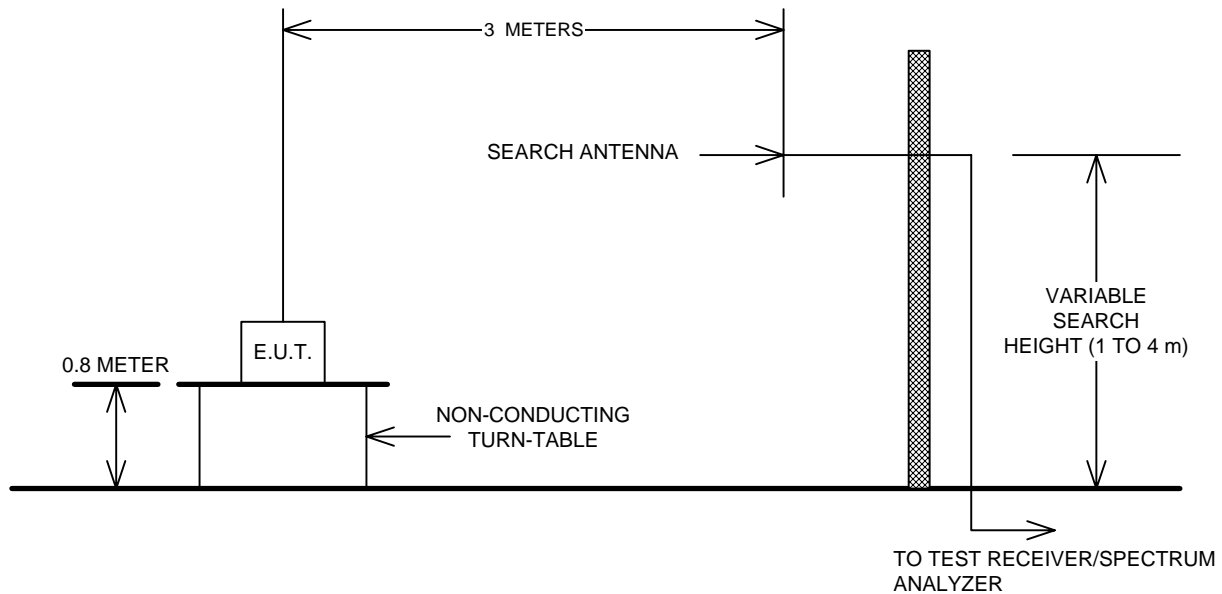 3 METERS
SEARCH ANTENNA
E.U.T.
0.8 METER
NON-CONDUCTING
TURN-TABLE
VARIABLE
SEARCH
HEIGHT (1 TO 4 m)
TO TEST RECEIVER/SPECTRUM
ANALYZER